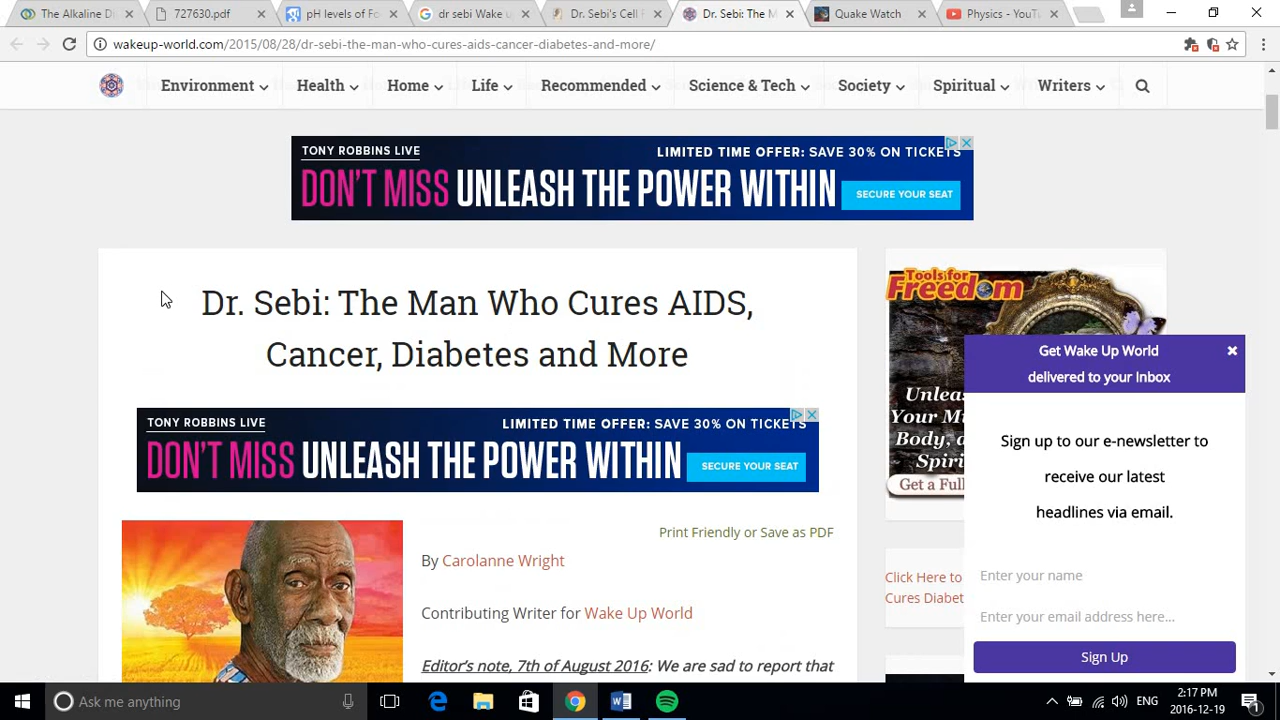 The Alkaline Di
727630.pdf
pH levels of Fo
dr sebi Wake u
Dr. Sebi's Cell F
Dr. Sebi: The M
Quake Watch
Physics - YouTu
wakeup-world.com/2015/08/28/dr-sebi-the-man-who-cures-aids-cancer-diabetes-and-more/
Environment
Health
Home
Life
Recommended
Science & Tech
Society
Spiritual
Writers
TONY ROBBINS LIVE
LIMITED TIME OFFER: SAVE 30% ON TICKETS
DON'T MISS UNLEASH THE POWER WITHIN
SECURE YOUR SEAT
Dr. Sebi: The Man Who Cures AIDS,
Cancer, Diabetes and More
TONY ROBBINS LIVE
LIMITED TIME OFFER: SAVE 30% ON TICKETS
DON'T MISS UNLEASH THE POWER WITHIN
SECURE YOUR SEAT
Print Friendly or Save as PDF
By Carolanne Wright
Contributing Writer for Wake Up World
Editor's note, 7th of August 2016: We are sad to report that
Tools for
Freedom
Unleas
Your M
Body, a
Spiri
Get a Full
Click Here to
Cures Diabet
Get Wake Up World
delivered to your Inbox
Sign up to our e-newsletter to
receive our latest
headlines via email.
Enter your name
Enter your email address here...
Sign Up
Ask me anything
ENG
2:17 PM
2016-12-19
1